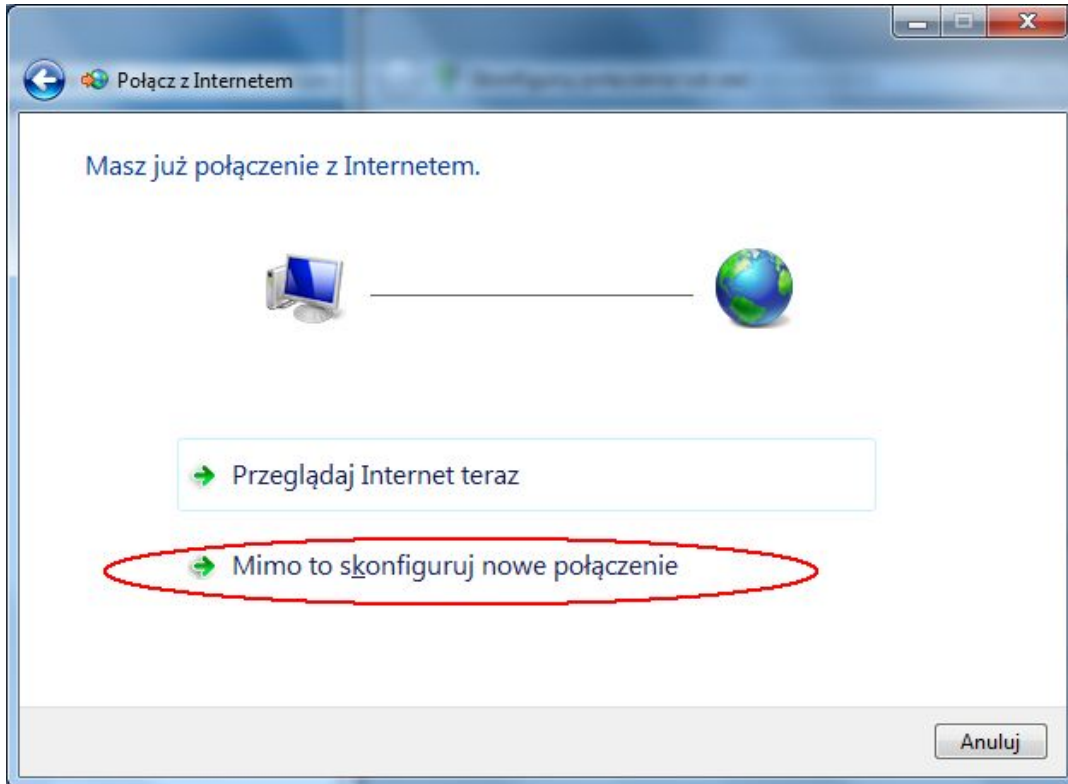 Połącz z Internetem
Masz już połączenie z Internetem.
Przeglądaj Internet teraz
Mimo to skonfiguruj nowe połączenie
Anuluj